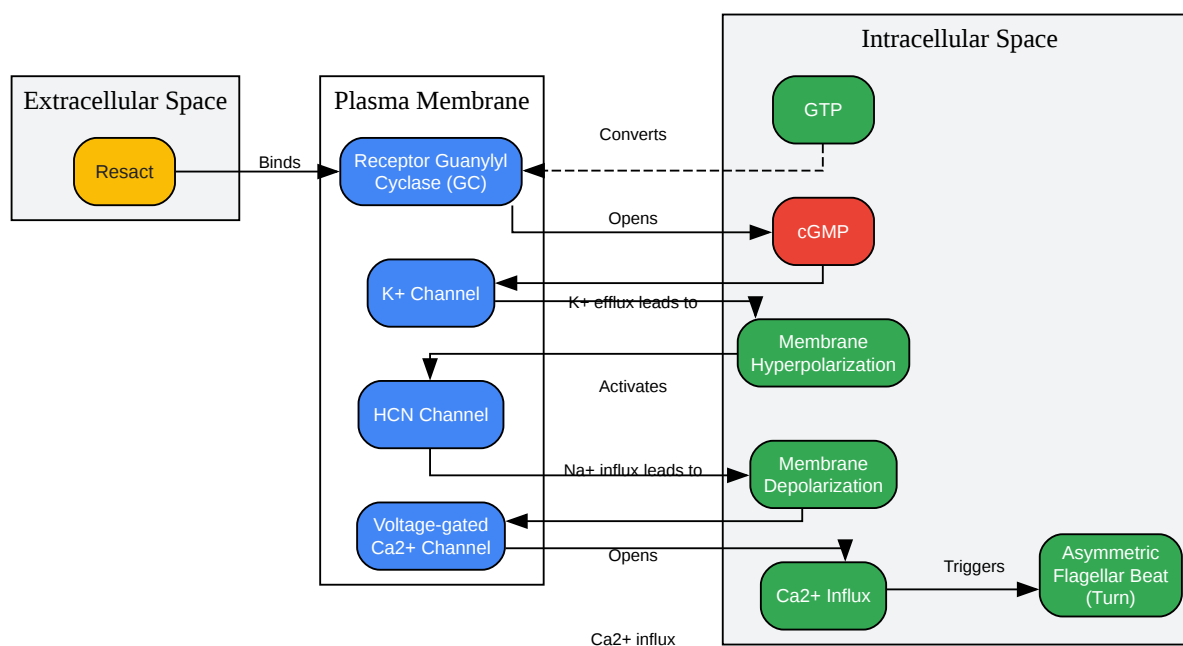 Intracellular Space
Extracellular Space
Plasma Membrane
GTP
Converts
Resact
Binds
Receptor Guanylyl
Cyclase (GC)
Opens
cGMP
K+ Channel
K+ efflux leads to
Membrane
Hyperpolarization
Activates
HCN Channel
Na+ influx leads to
Membrane
Depolarization
Voltage-gated
Ca2+ Channel
Opens
Ca2+ Influx
Triggers
Asymmetric
Flagellar Beat
(Turn)
Ca2+ influx